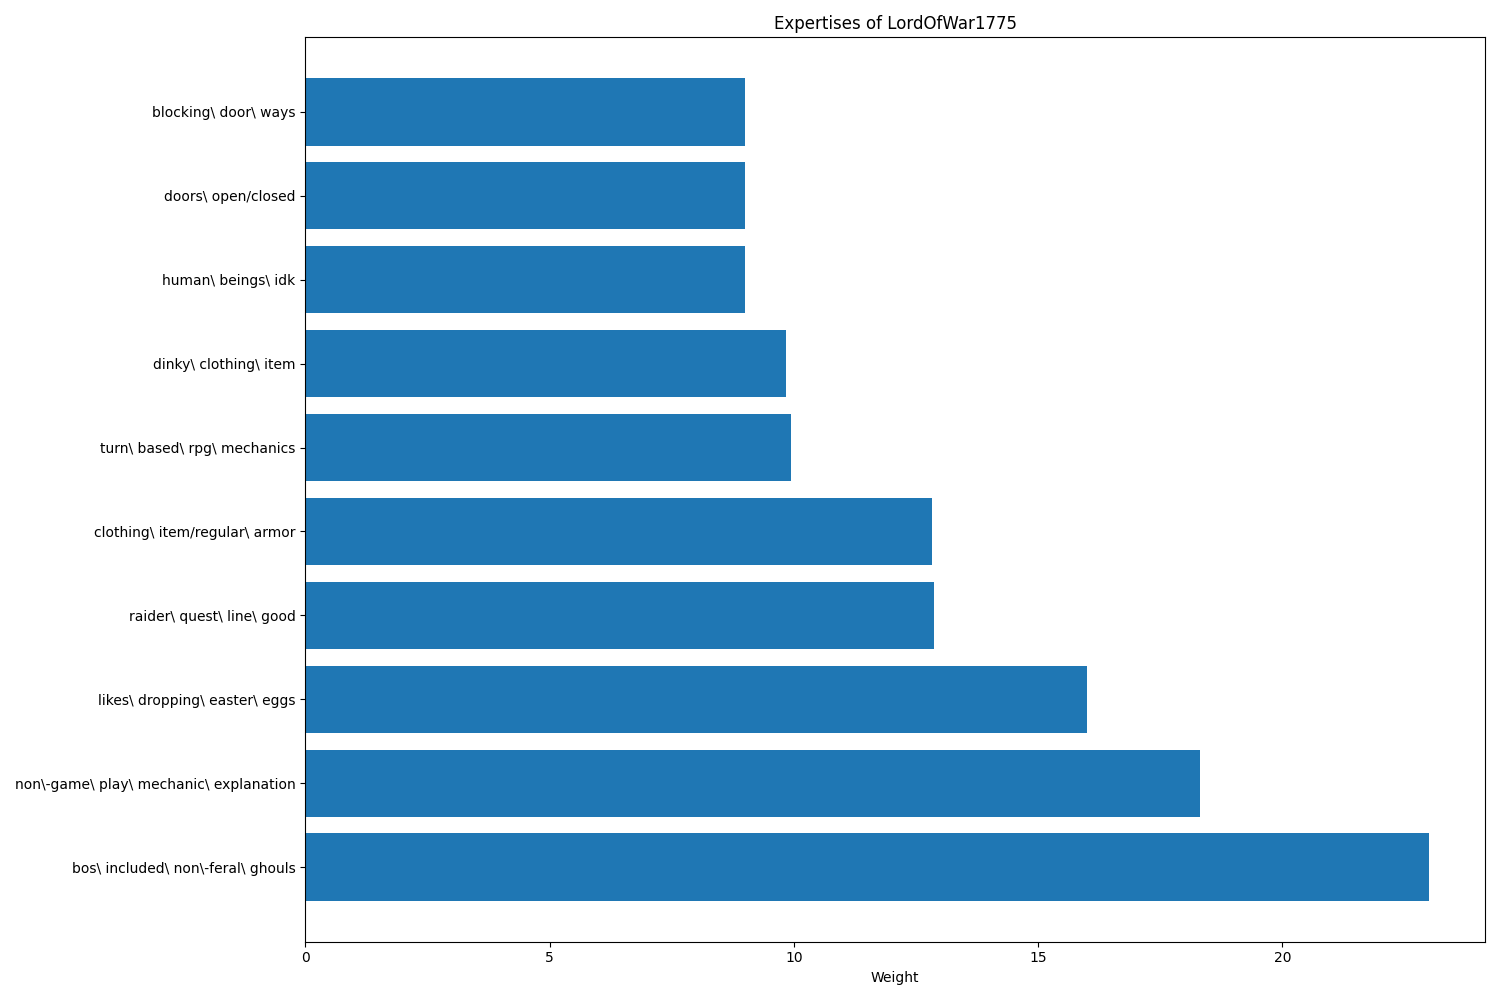 Expertises of LordOfWar1775
blocking\ door\ ways
doors\ open/closed
human\ beings\ idk
dinky\ clothing\ item
turn\ based\ rpg\ mechanics
clothing\ item/regular\ armor
raider\ quest\ line\ good
likes\ dropping\ easter\ eggs
non\-game\ play\ mechanic\ explanation
bos\ included\ non\-feral\ ghouls
0 5 10 15 20
Weight